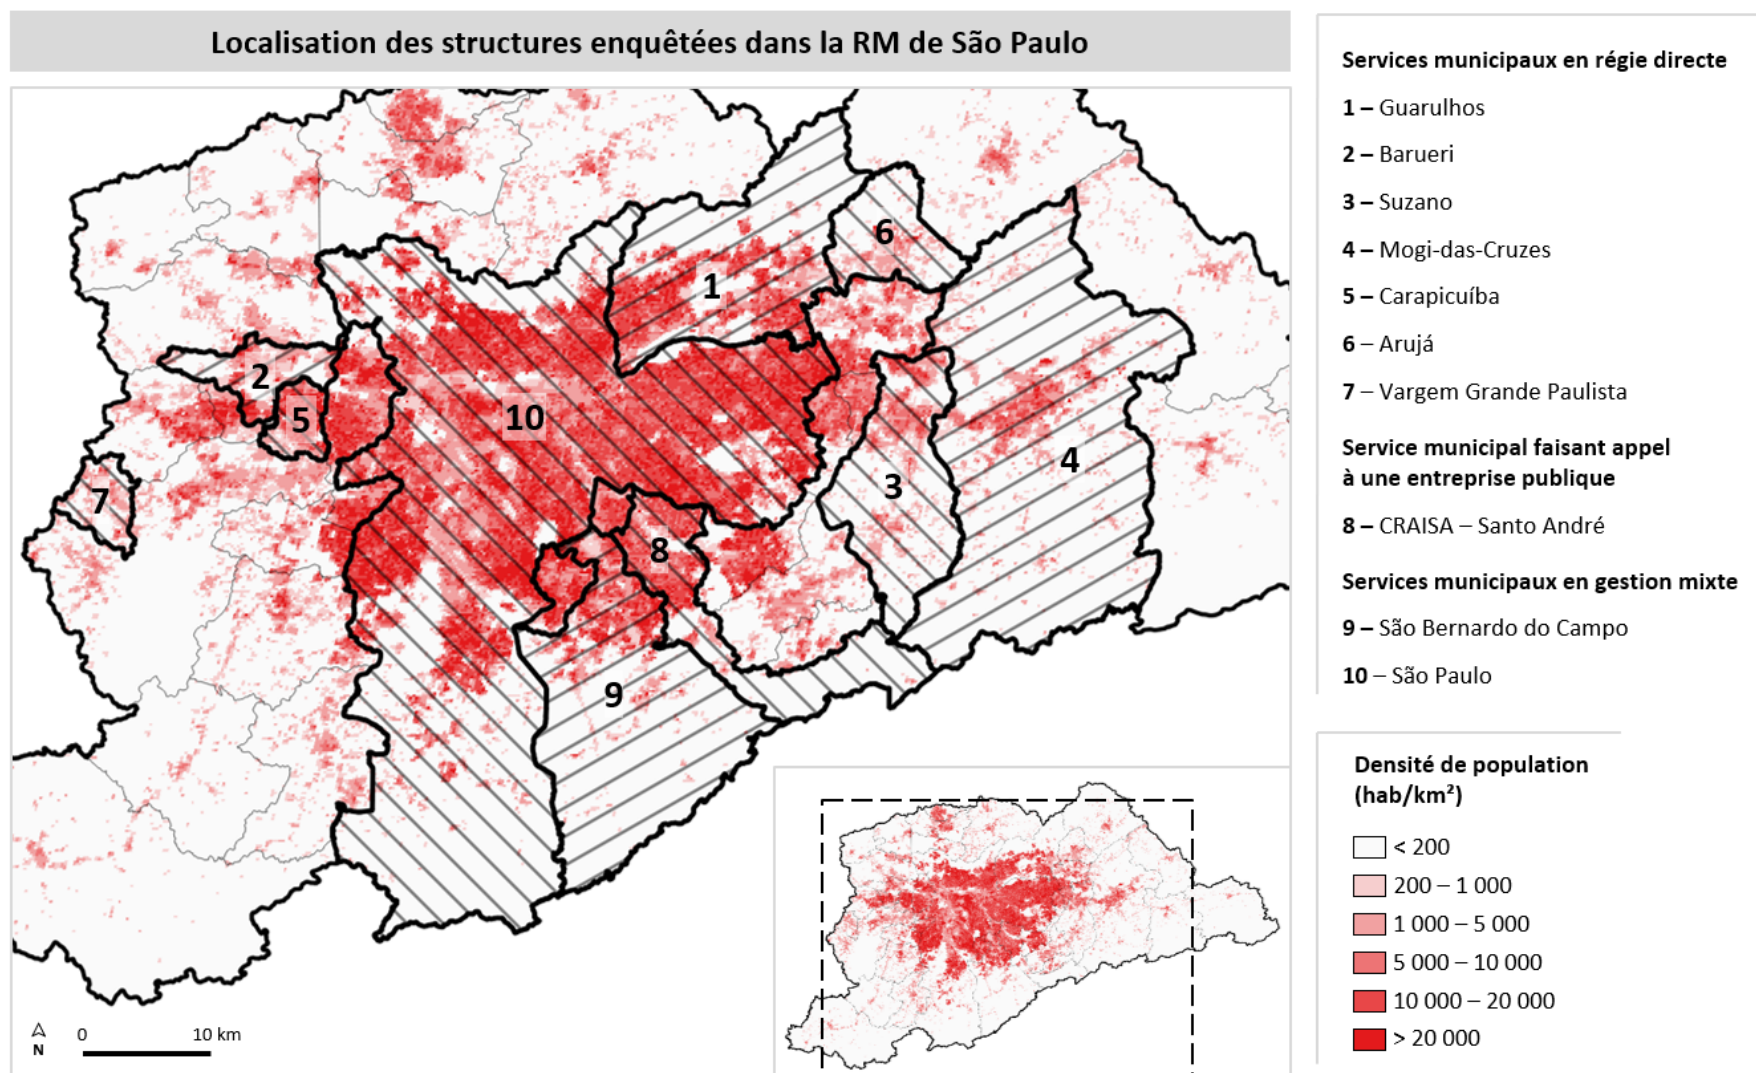 Localisation des structures enquêtées dans la RM de São Paulo
1
6
2
5
10
4
3
7
8
9
N
0 10 km
Services municipaux en régie directe
1 – Guarulhos
2 – Barueri
3 – Suzano
4 – Mogi-das-Cruzes
5 – Carapicuíba
6 – Arujá
7 – Vargem Grande Paulista
Service municipal faisant appel
à une entreprise publique
8 – CRAISA – Santo André
Services municipaux en gestion mixte
9 – São Bernardo do Campo
10 – São Paulo
Densité de population
(hab/km²)
< 200
200 – 1 000
1 000 – 5 000
5 000 – 10 000
10 000 – 20 000
> 20 000